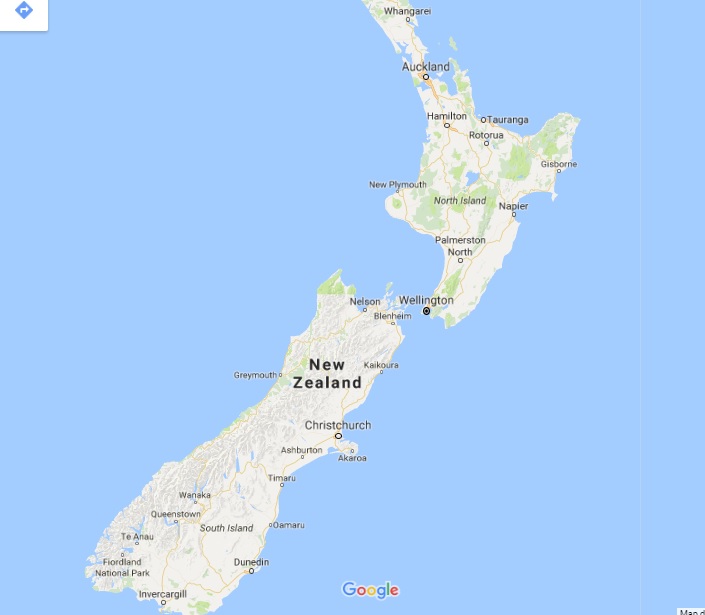 Whangarei
Auckland
Hamilton
Tauranga
Rotorua
Gisborne
New Plymouth
North Island
Napier
Palmerston
North
Nelson
Wellington
Blenheim
New
Zealand
Kaikoura
Greymouth
Christchurch
Ashburton
Akaroa
Timaru
Wanaka
Queenstown
South Island
Oamaru
Te Anau
Fiordland
National Park
Dunedin
Invercargill
Google
Map d